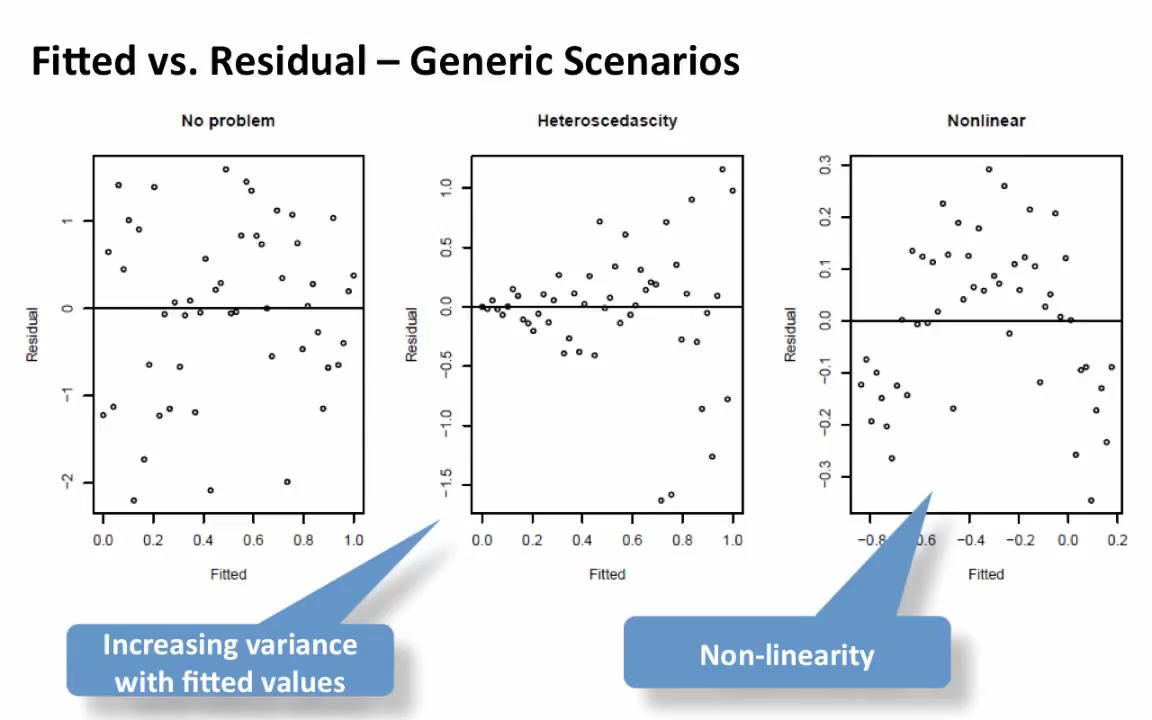 Fitted vs. Residual – Generic Scenarios
No problem
Heteroscedascity
Nonlinear
Residual
1
0
−1
−2
0.0 0.2 0.4 0.6 0.8 1.0
Fitted
Residual
1.0
0.5
0.0
−0.5
−1.0
−1.5
0.0 0.2 0.4 0.6 0.8 1.0
Fitted
Residual
0.3
0.2
0.1
0.0
−0.1
−0.2
−0.3
−0.8 0.6 −0.4 −0.2 0.0 0.2
Fitted
Increasing variance
with fitted values
Non-linearity